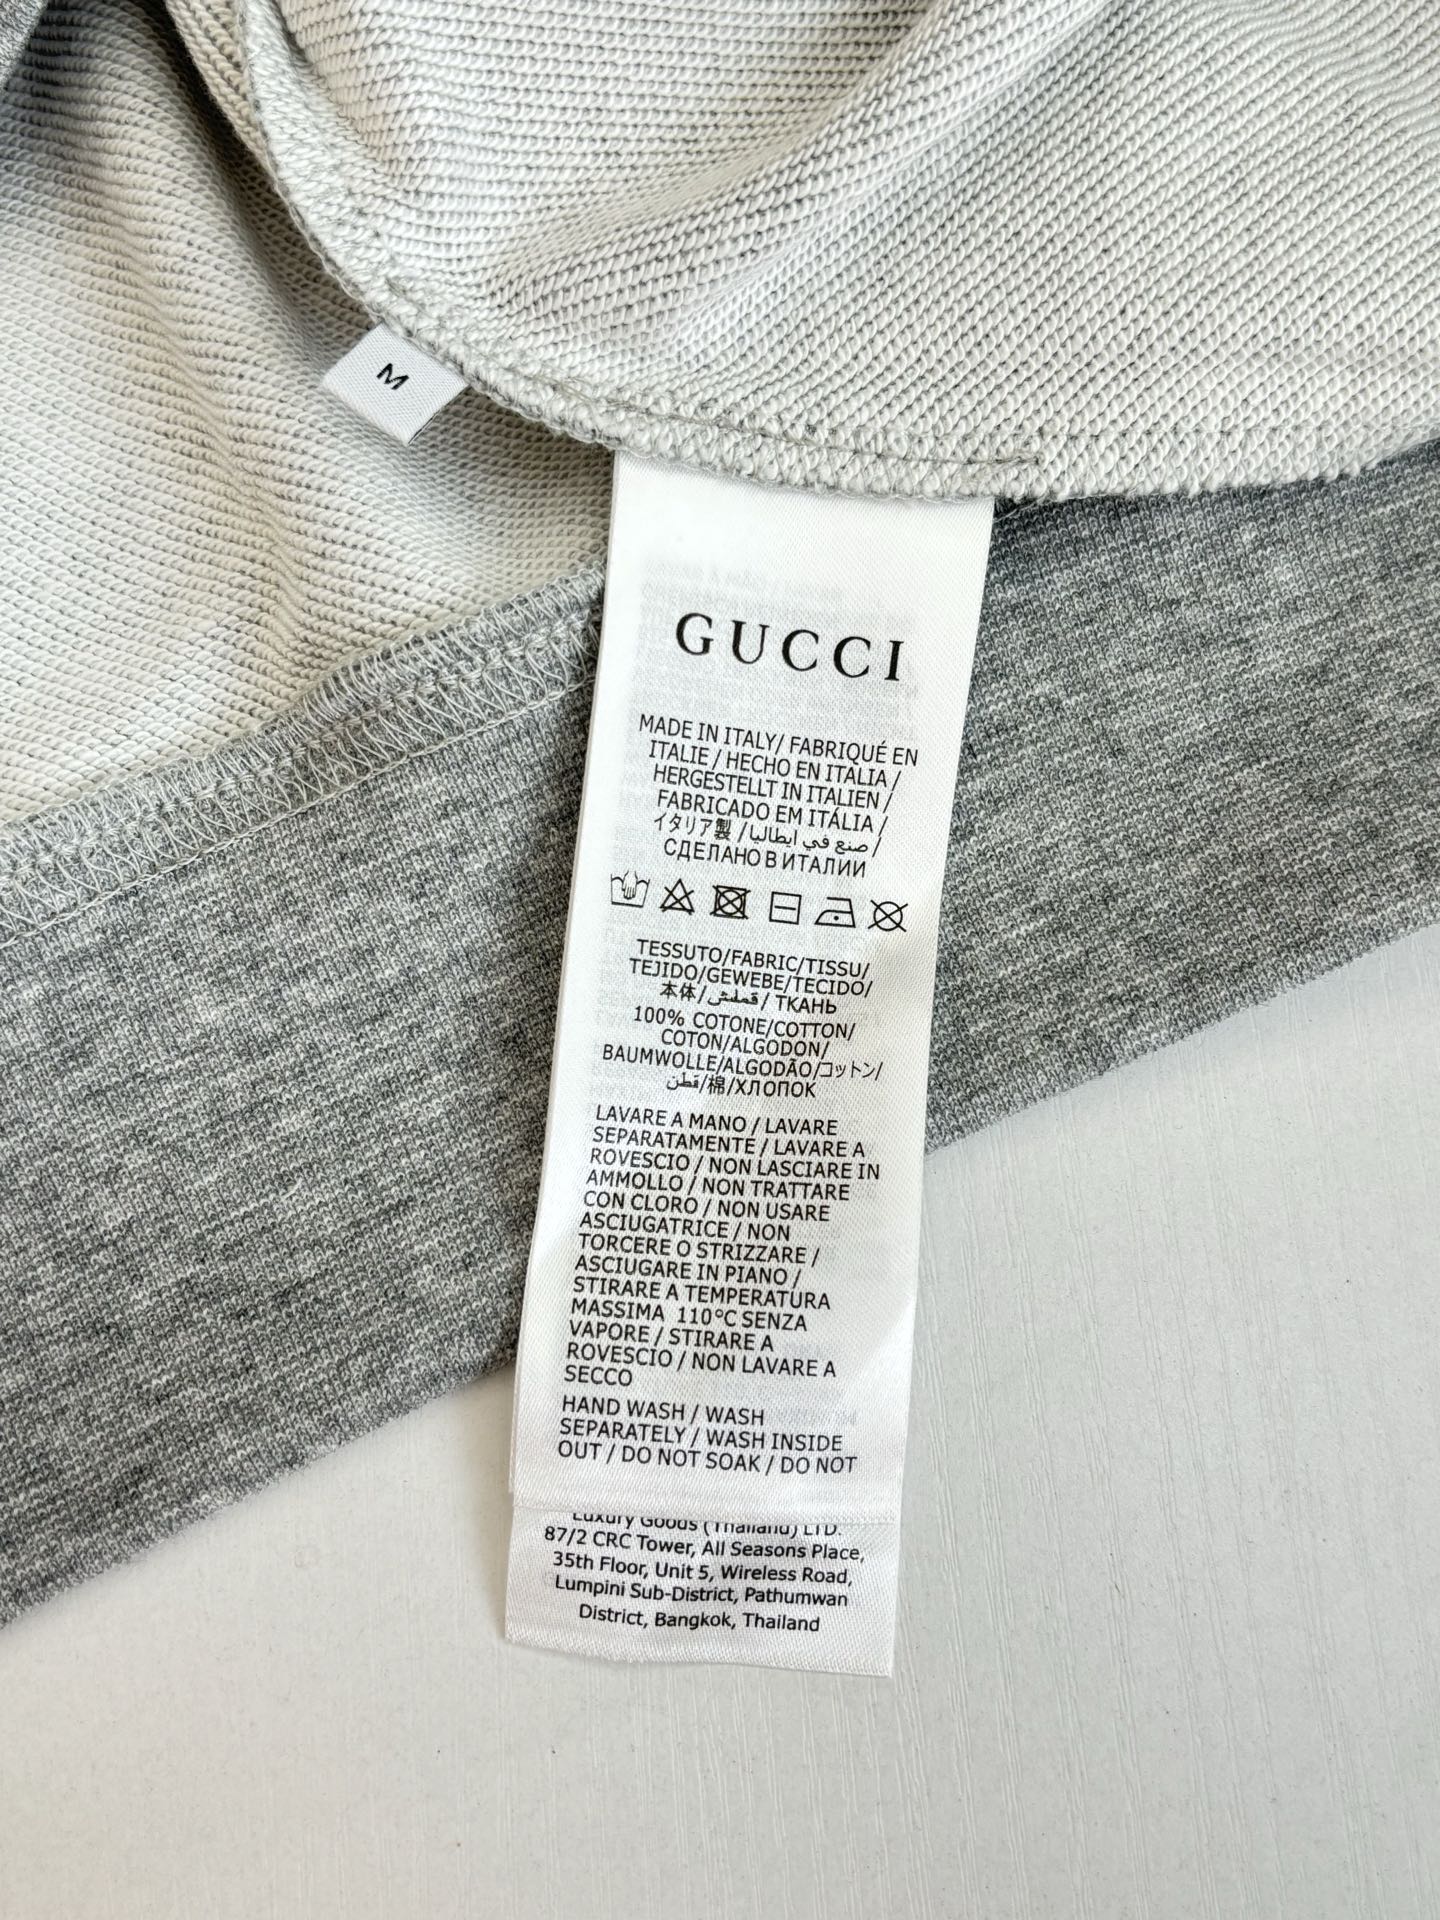 M
GUCCI
MADE IN ITALY/ FABRIQUÉ EN
ITALIE / HECHO EN ITALIA /
HERGESTELLT IN ITALIEN /
FABRICADO EM ITÁLIA /
イタリア製 / صنع في ايطاليا /
СДЕЛАНО В ИТАЛИИ
TESSUTO/FABRIC/TISSU/
TEJIDO/GEWEBE/TECIDO/
本体/قملش/ ТКАНЬ
100% COTONE/COTTON/
COTON/ALGODON/
BAUMWOLLE/ALGODÃO/コットン/
قطن/棉/ХЛОПОК
LAVARE A MANO / LAVARE
SEPARATAMENTE / LAVARE A
ROVESCIO / NON LASCIARE IN
AMMOLLO / NON TRATTARE
CON CLORO / NON USARE
ASCIUGATRICE / NON
TORCERE O STRIZZARE /
ASCIUGARE IN PIANO /
STIRARE A TEMPERATURA
MASSIMA 110°C SENZA
VAPORE / STIRARE A
ROVESCIO / NON LAVARE A
SECCO
HAND WASH / WASH
SEPARATELY / WASH INSIDE
OUT / DO NOT SOAK / DO NOT
Luxury Goods (Thailand) LTD.
87/2 CRC Tower, All Seasons Place,
35th Floor, Unit 5, Wireless Road,
Lumpini Sub-District, Pathumwan
District, Bangkok, Thailand